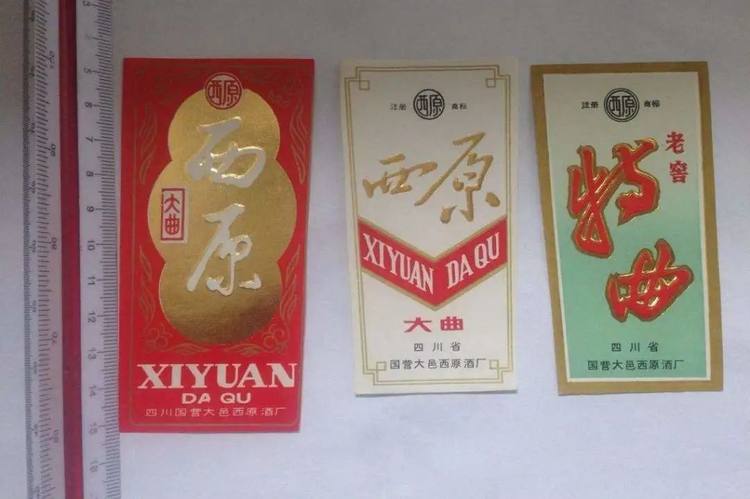 西原
西
原
大曲
XIYUAN
DA QU
四川国营大邑西原酒厂
注册 西原 商标
西原
XIYUAN DA QU
大曲
四川省
国营大邑西原酒厂
注册 西原 商标
老窖
特曲
四川省
国营大邑西原酒厂